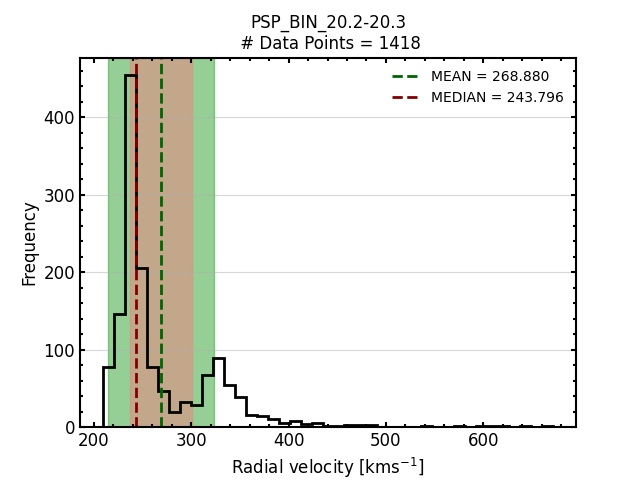 PSP_BIN_20.2-20.3
# Data Points = 1418
MEAN = 268.880
MEDIAN = 243.796
400
300
200
100
0
Frequency
200 300 400 500 600
Radial velocity [kms⁻¹]